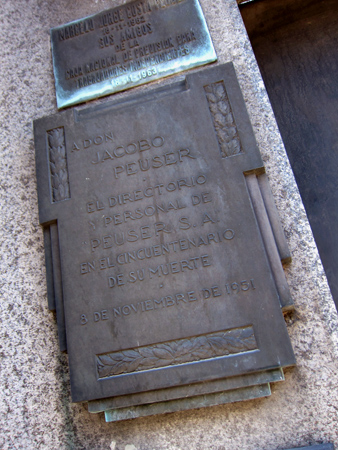 SUS AMIGOS
DE LA
A DON
JACOBO
PEUSER
EL DIRECTORIO
Y PERSONAL DE
PEUSER S. A.
EN EL CINCUENTENARIO
DE SU MUERTE
8 DE NOVIEMBRE DE 1951